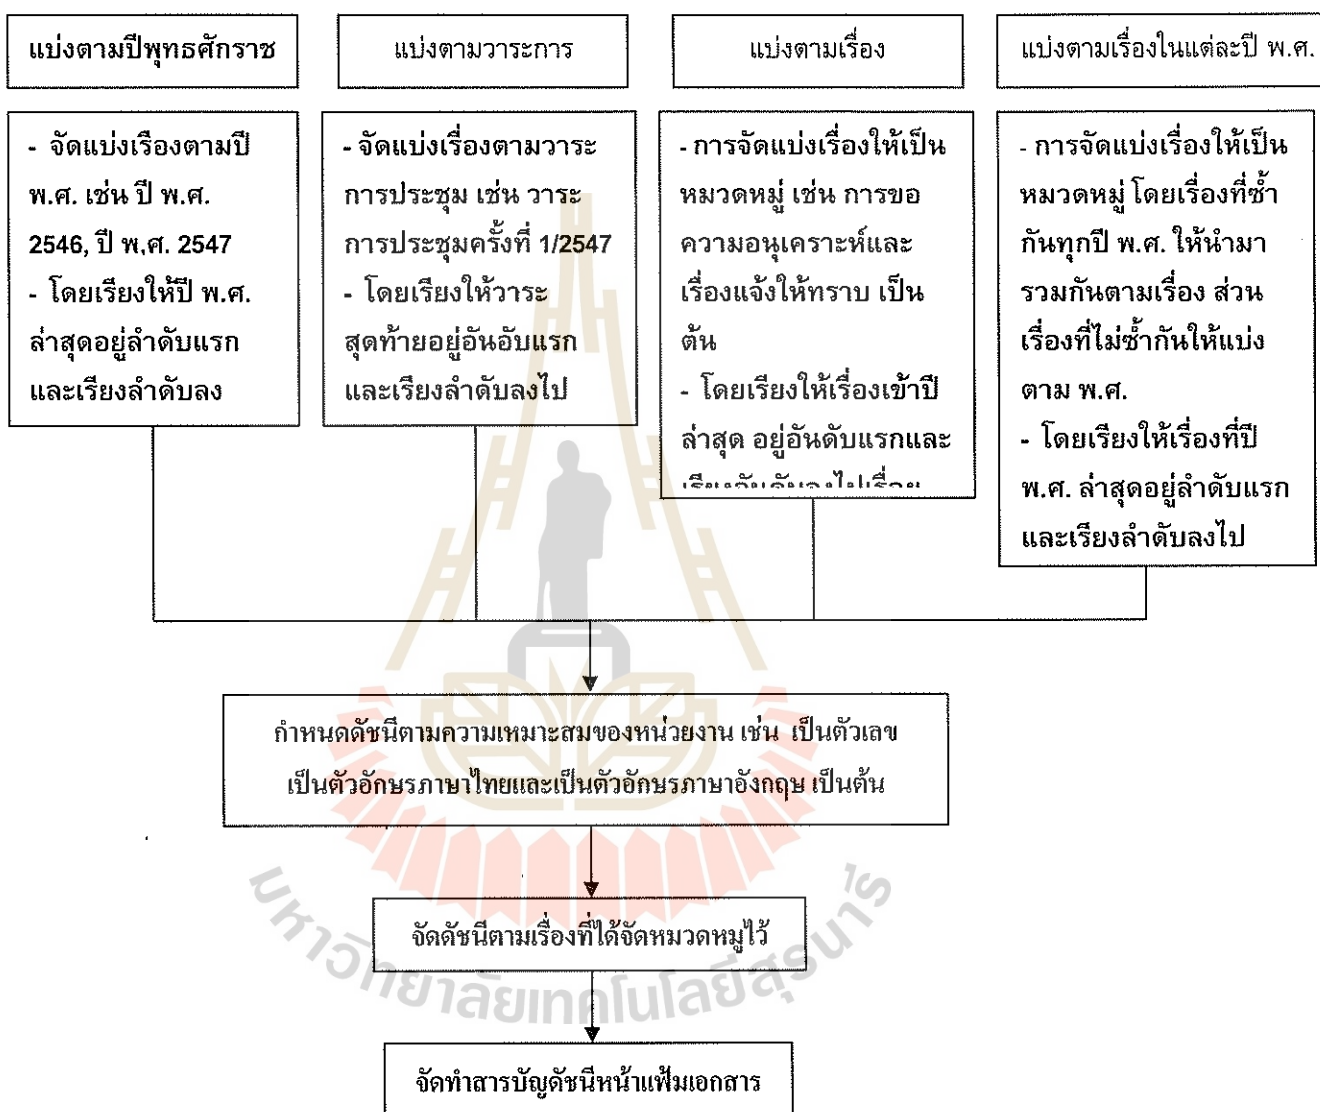 แบ่งตามปีพุทธศักราช
แบ่งตามวาระการ
แบ่งตามเรื่อง
แบ่งตามเรื่องในแต่ละปี พ.ศ.
- จัดแบ่งเรื่องตามปี
พ.ศ. เช่น ปี พ.ศ.
2546, ปี พ,ศ. 2547
- โดยเรียงให้ปี พ.ศ.
ล่าสุดอยู่ลำดับแรก
และเรียงลำดับลง
- จัดแบ่งเรื่องตามวาระ
การประชุม เช่น วาระ
การประชุมครั้งที่ 1/2547
- โดยเรียงให้วาระ
สุดท้ายอยู่อันอับแรก
และเรียงลำดับลงไป
- การจัดแบ่งเรื่องให้เป็น
หมวดหมู่ เช่น การขอ
ความอนุเคราะห์และ
เรื่องแจ้งให้ทราบ เป็น
ต้น
- โดยเรียงให้เรื่องเข้าปี
ล่าสุด อยู่อันดับแรกและ
- การจัดแบ่งเรื่องให้เป็น
หมวดหมู่ โดยเรื่องที่ซ้ำ
กันทุกปี พ.ศ. ให้นำมา
รวมกันตามเรื่อง ส่วน
เรื่องที่ไม่ซ้ำกันให้แบ่ง
ตาม พ.ศ.
- โดยเรียงให้เรื่องที่ปี
พ.ศ. ล่าสุดอยู่ลำดับแรก
และเรียงลำดับลงไป
กำหนดดัชนีตามความเหมาะสมของหน่วยงาน เช่น เป็นตัวเลข
เป็นตัวอักษรภาษาไทยและเป็นตัวอักษรภาษาอังกฤษ เป็นต้น
จัดดัชนีตามเรื่องที่ได้จัดหมวดหมู่ไว้
มหาวิทยาลัยเทคโนโลยีสุรนารี
จัดทำสารบัญดัชนีหน้าแฟ้มเอกสาร